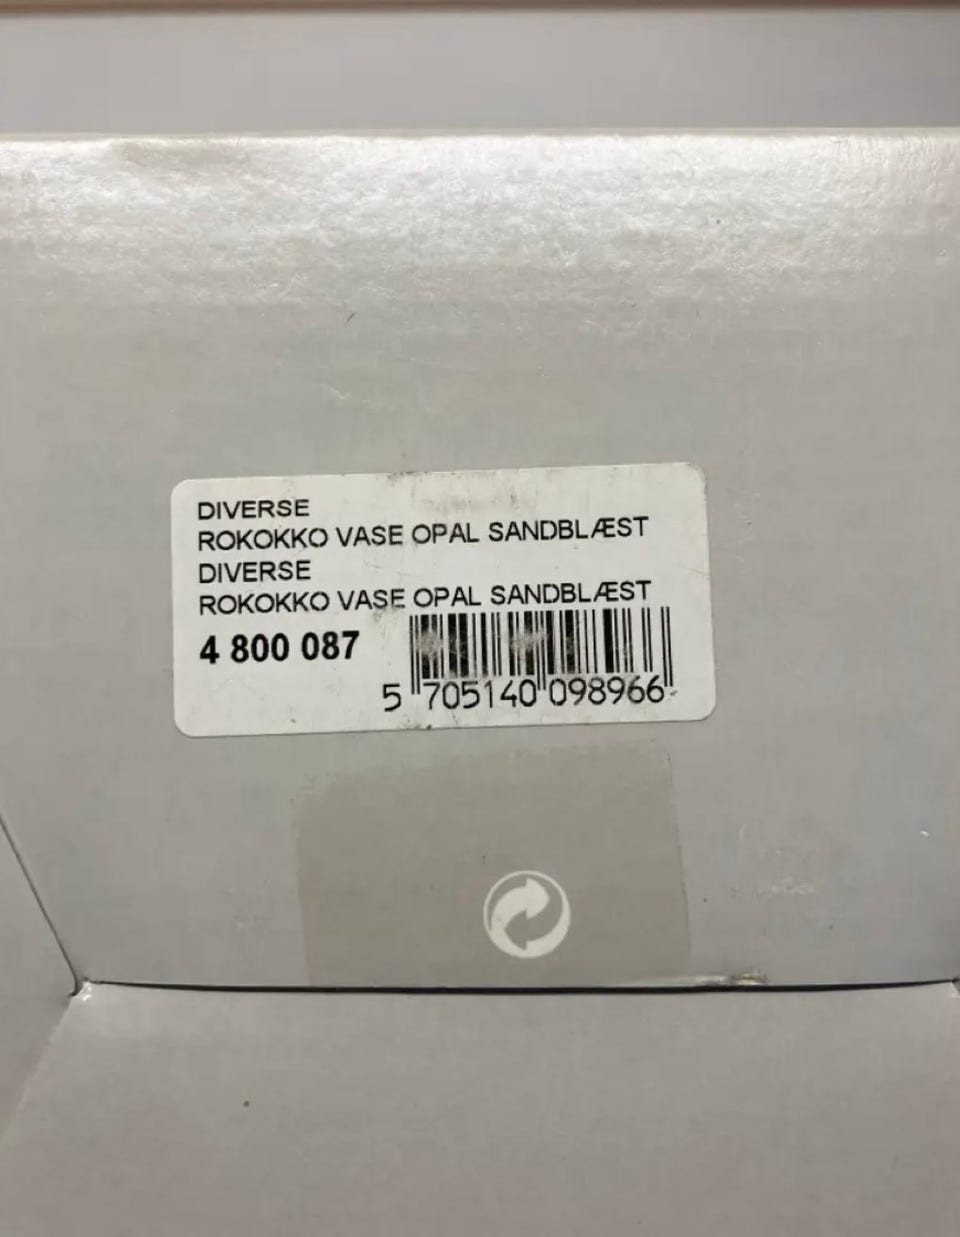 DIVERSE
ROKOKKO VASE OPAL SANDBLÆST
DIVERSE
ROKOKKO VASE OPAL SANDBLÆST
4 800 087
5 705140 098966